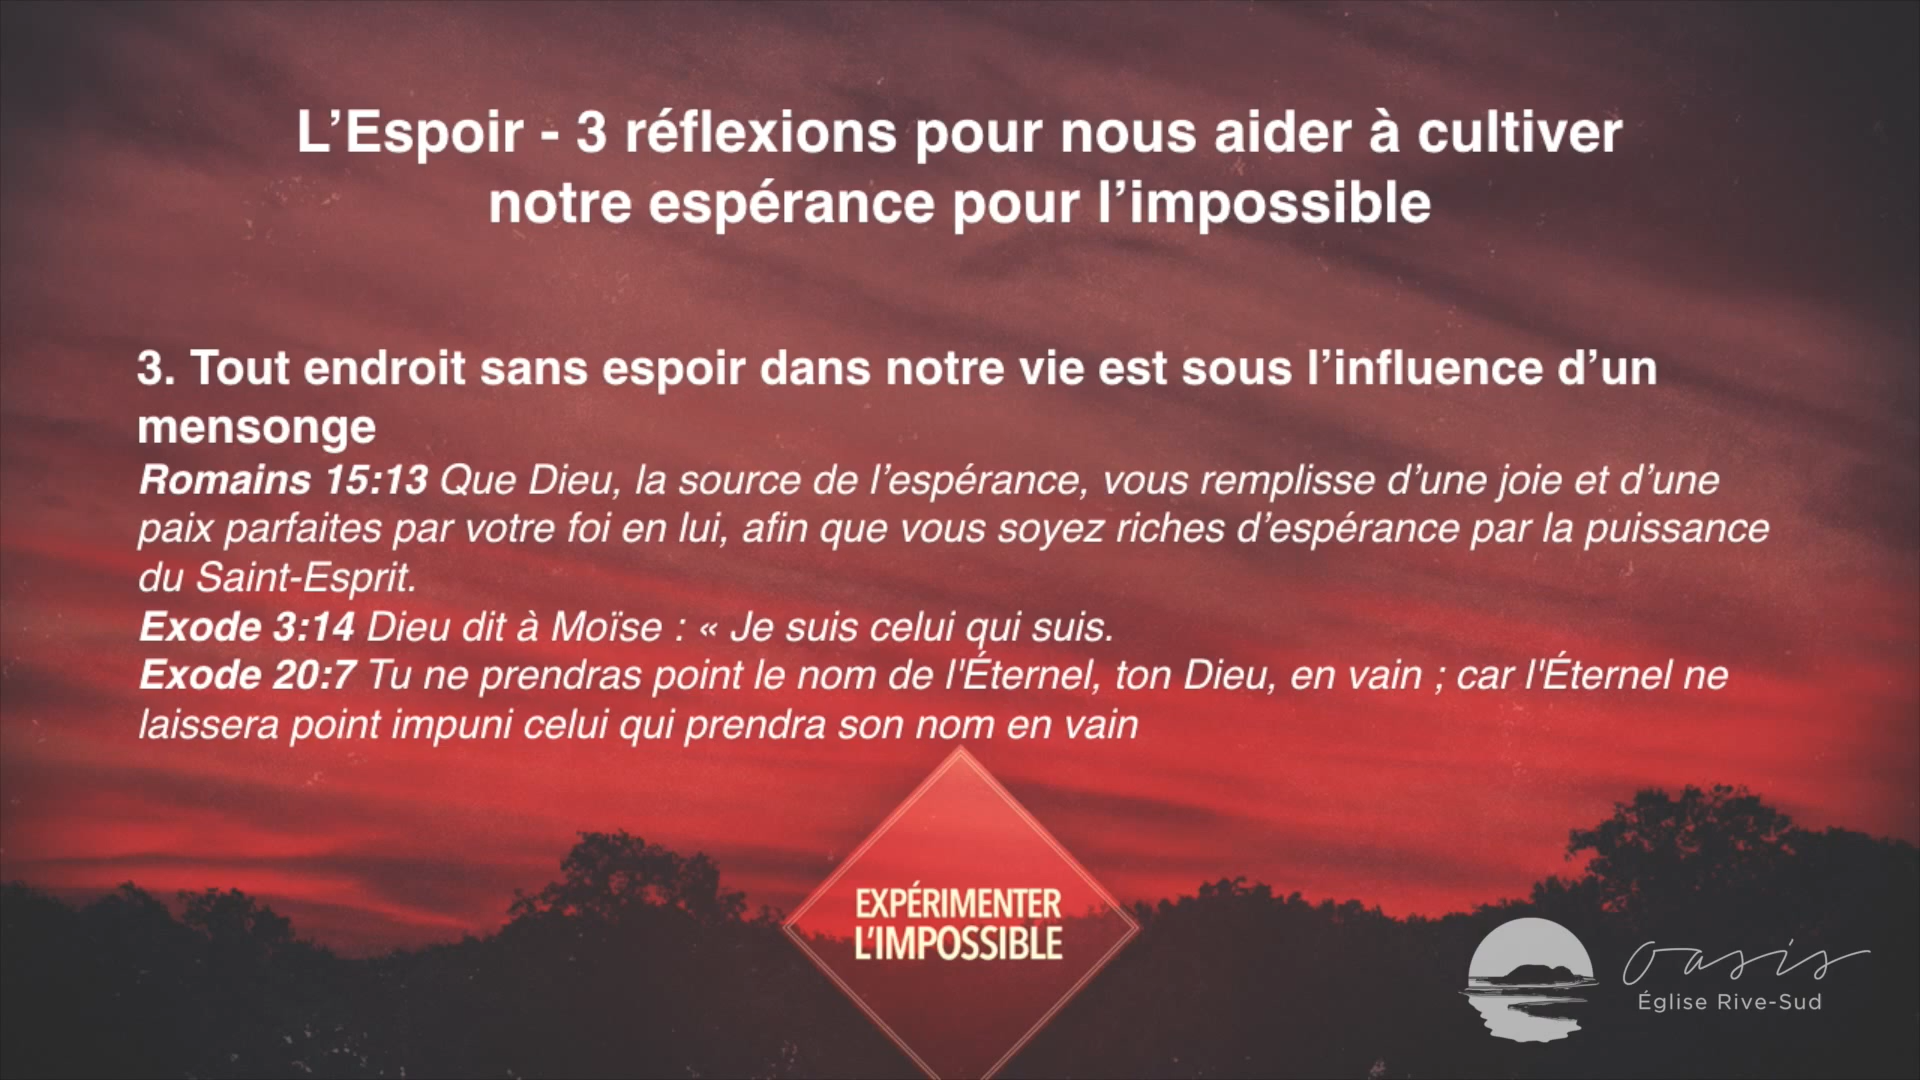 L’Espoir - 3 réflexions pour nous aider à cultiver
notre espérance pour l’impossible
3. Tout endroit sans espoir dans notre vie est sous l’influence d’un
mensonge
Romains 15:13 Que Dieu, la source de l’espérance, vous remplisse d’une joie et d’une
paix parfaites par votre foi en lui, afin que vous soyez riches d’espérance par la puissance
du Saint-Esprit.
Exode 3:14 Dieu dit à Moïse : « Je suis celui qui suis.
Exode 20:7 Tu ne prendras point le nom de l'Éternel, ton Dieu, en vain ; car l'Éternel ne
laissera point impuni celui qui prendra son nom en vain
EXPÉRIMENTER
L’IMPOSSIBLE
oasis
Église Rive-Sud